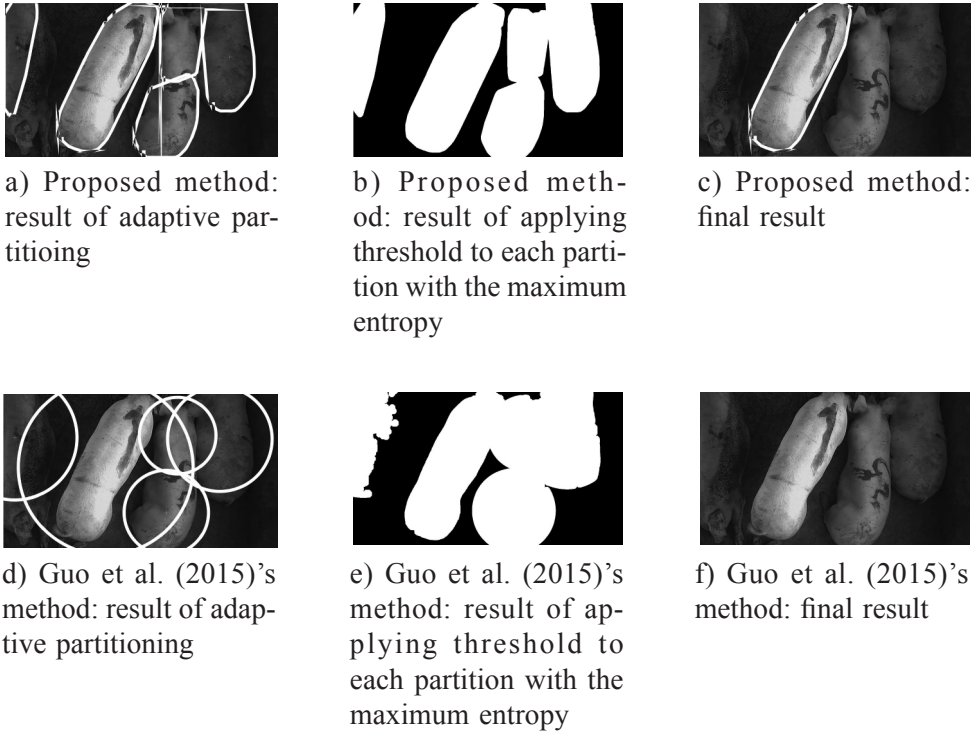 a) Proposed method:
result of adaptive par-
titioing
b) Proposed meth-
od: result of applying
threshold to each parti-
tion with the maximum
entropy
c) Proposed method:
final result
d) Guo et al. (2015)'s
method: result of adap-
tive partitioning
e) Guo et al. (2015)'s
method: result of ap-
plying threshold to
each partition with the
maximum entropy
f) Guo et al. (2015)'s
method: final result